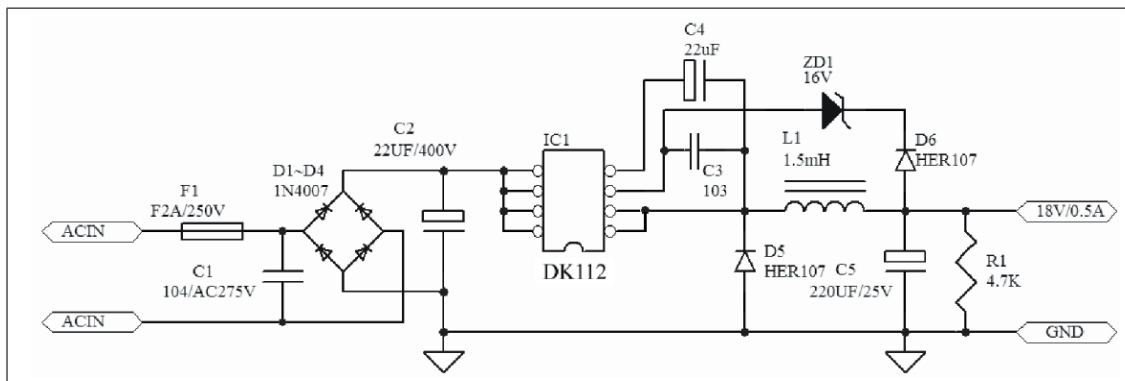 C4
22uF
ZD1
16V
C2
22UF/400V
IC1
L1
1.5mH
D6
HER107
D1~D4
1N4007
C3
103
F1
F2A/250V
18V/0.5A
ACIN
C1
104/AC275V
DK112
D5
HER107
C5
220UF/25V
R1
4.7K
ACIN
GND